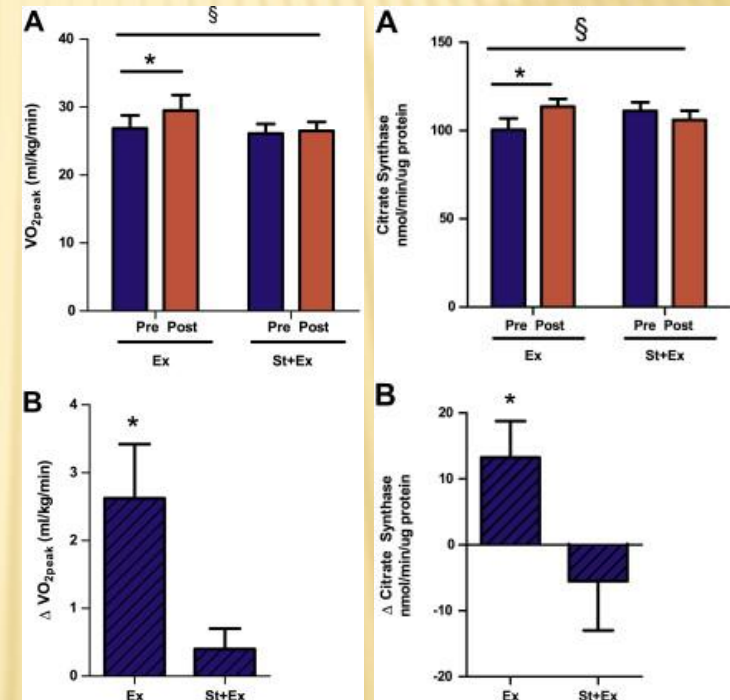 A
§
*
40
30
20
10
0
VO2peak (ml/kg/min)
Pre Post
Pre Post
Ex
St+Ex
A
§
*
150
100
50
0
Citrate Synthase
nmol/min/ug protein
Pre Post
Pre Post
Ex
St+Ex
B
*
4
3
2
1
0
Δ VO2peak (ml/kg/min)
Ex
St+Ex
B
*
20
10
0
-10
-20
Δ Citrate Synthase
nmol/min/ug protein
Ex
St+Ex